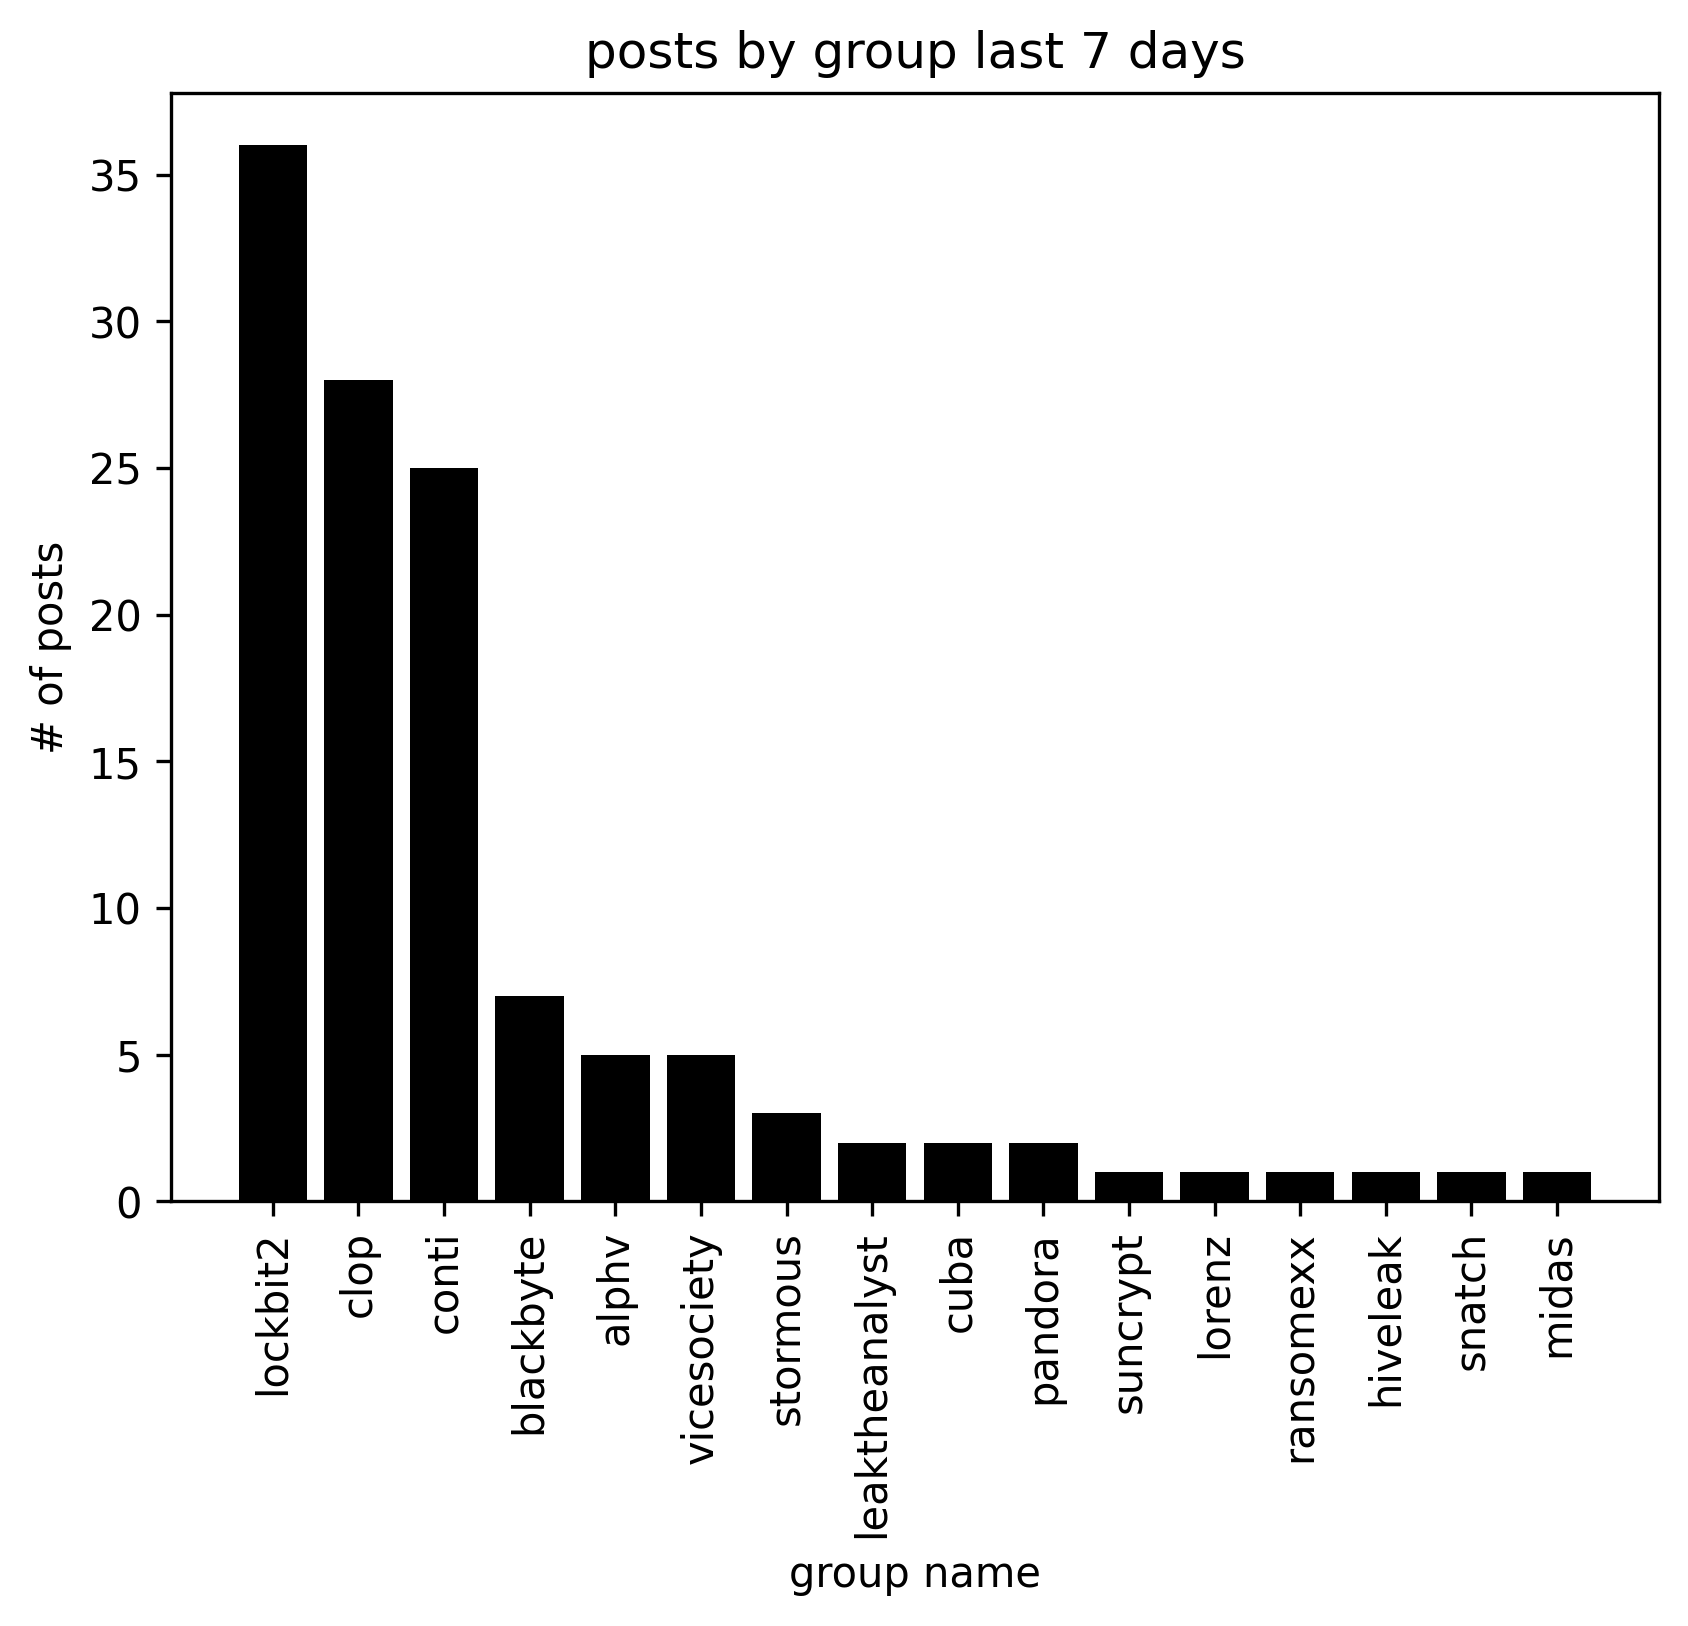 posts by group last 7 days
# of posts
35
30
25
20
15
10
5
0
lockbit2
clop
conti
blackbyte
alphv
vicesociety
stormous
leaktheanalyst
cuba
pandora
suncrypt
lorenz
ransomexx
hiveleak
snatch
midas
group name